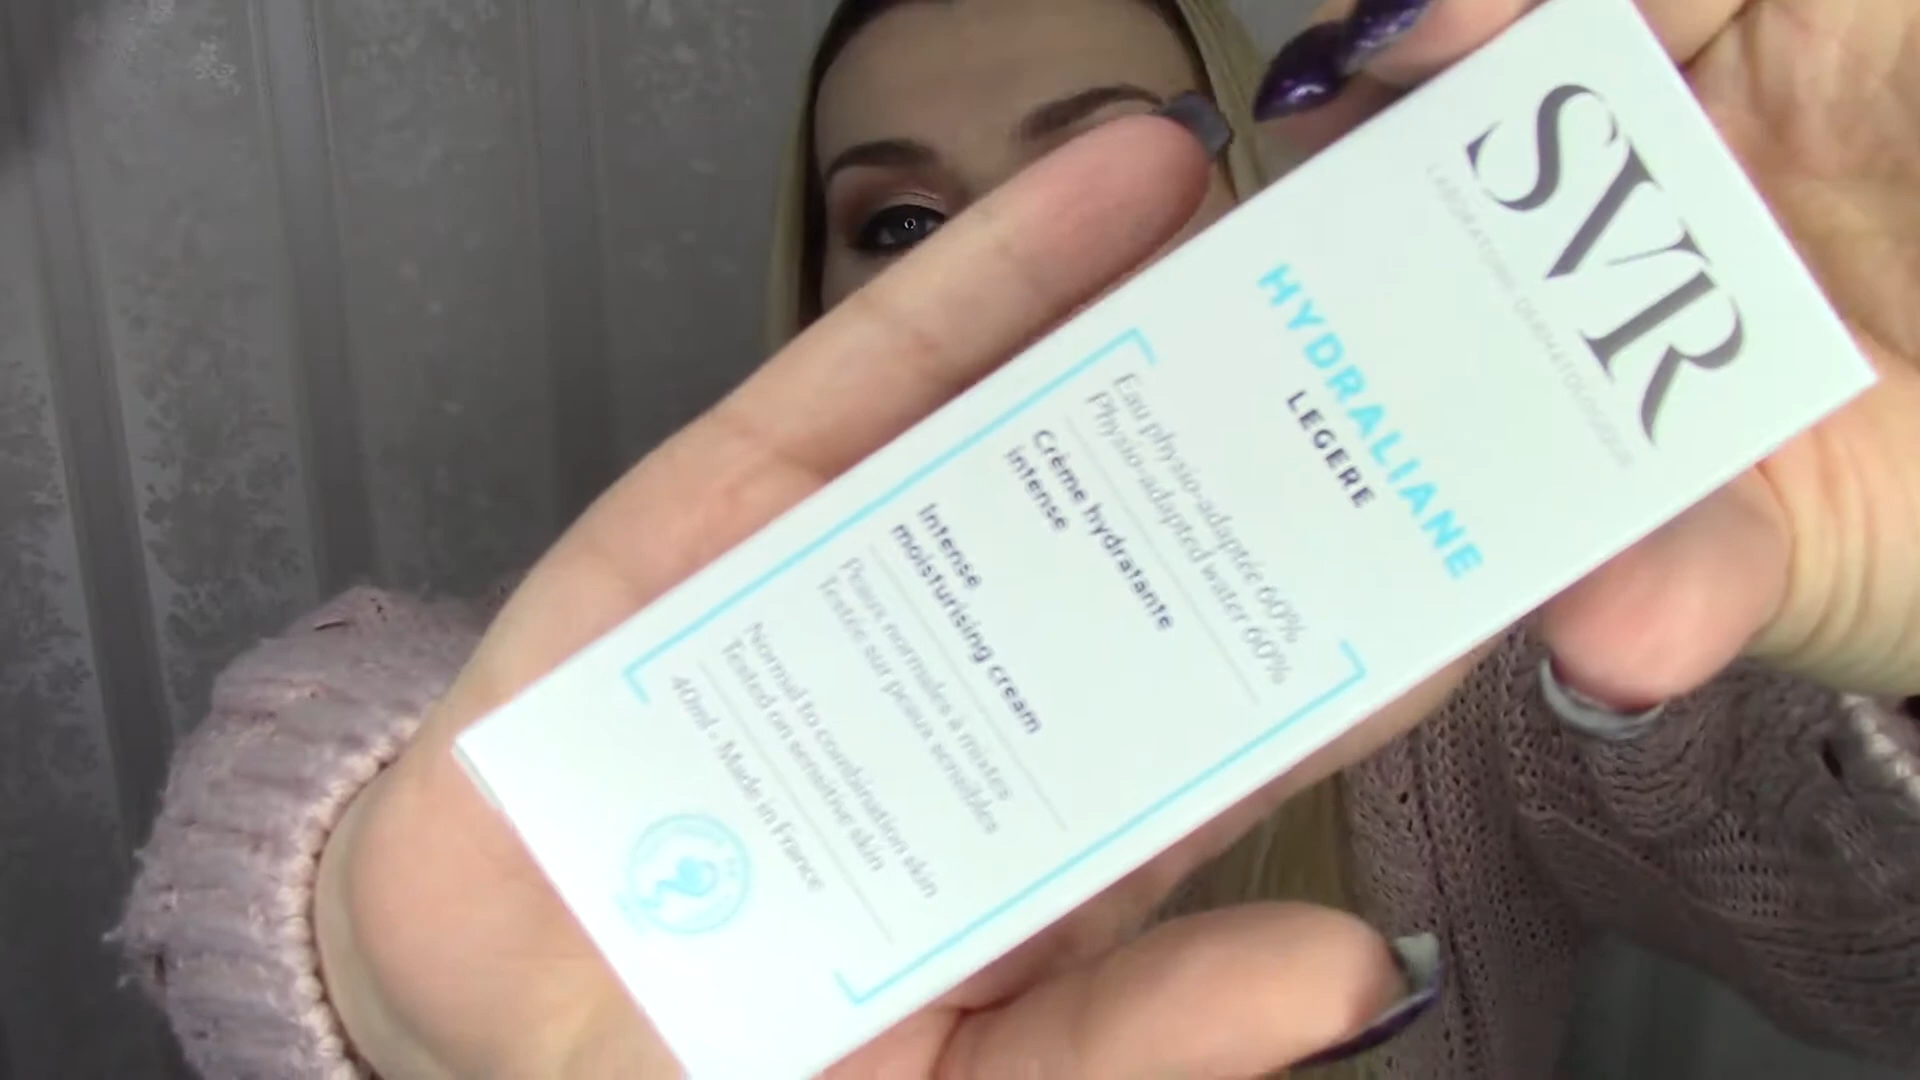 SVR
LABORATOIRE DERMATOLOGIQUE
HYDRALIANE
LEGERE
Eau physio-adaptée 60%
Physio-adapted water 60%
Crème hydratante
intense
Intense
moisturising cream
Peaux normales à mixtes
Testée sur peaux sensibles
Normal to combination skin
Tested on sensitive skin
40ml - Made in France